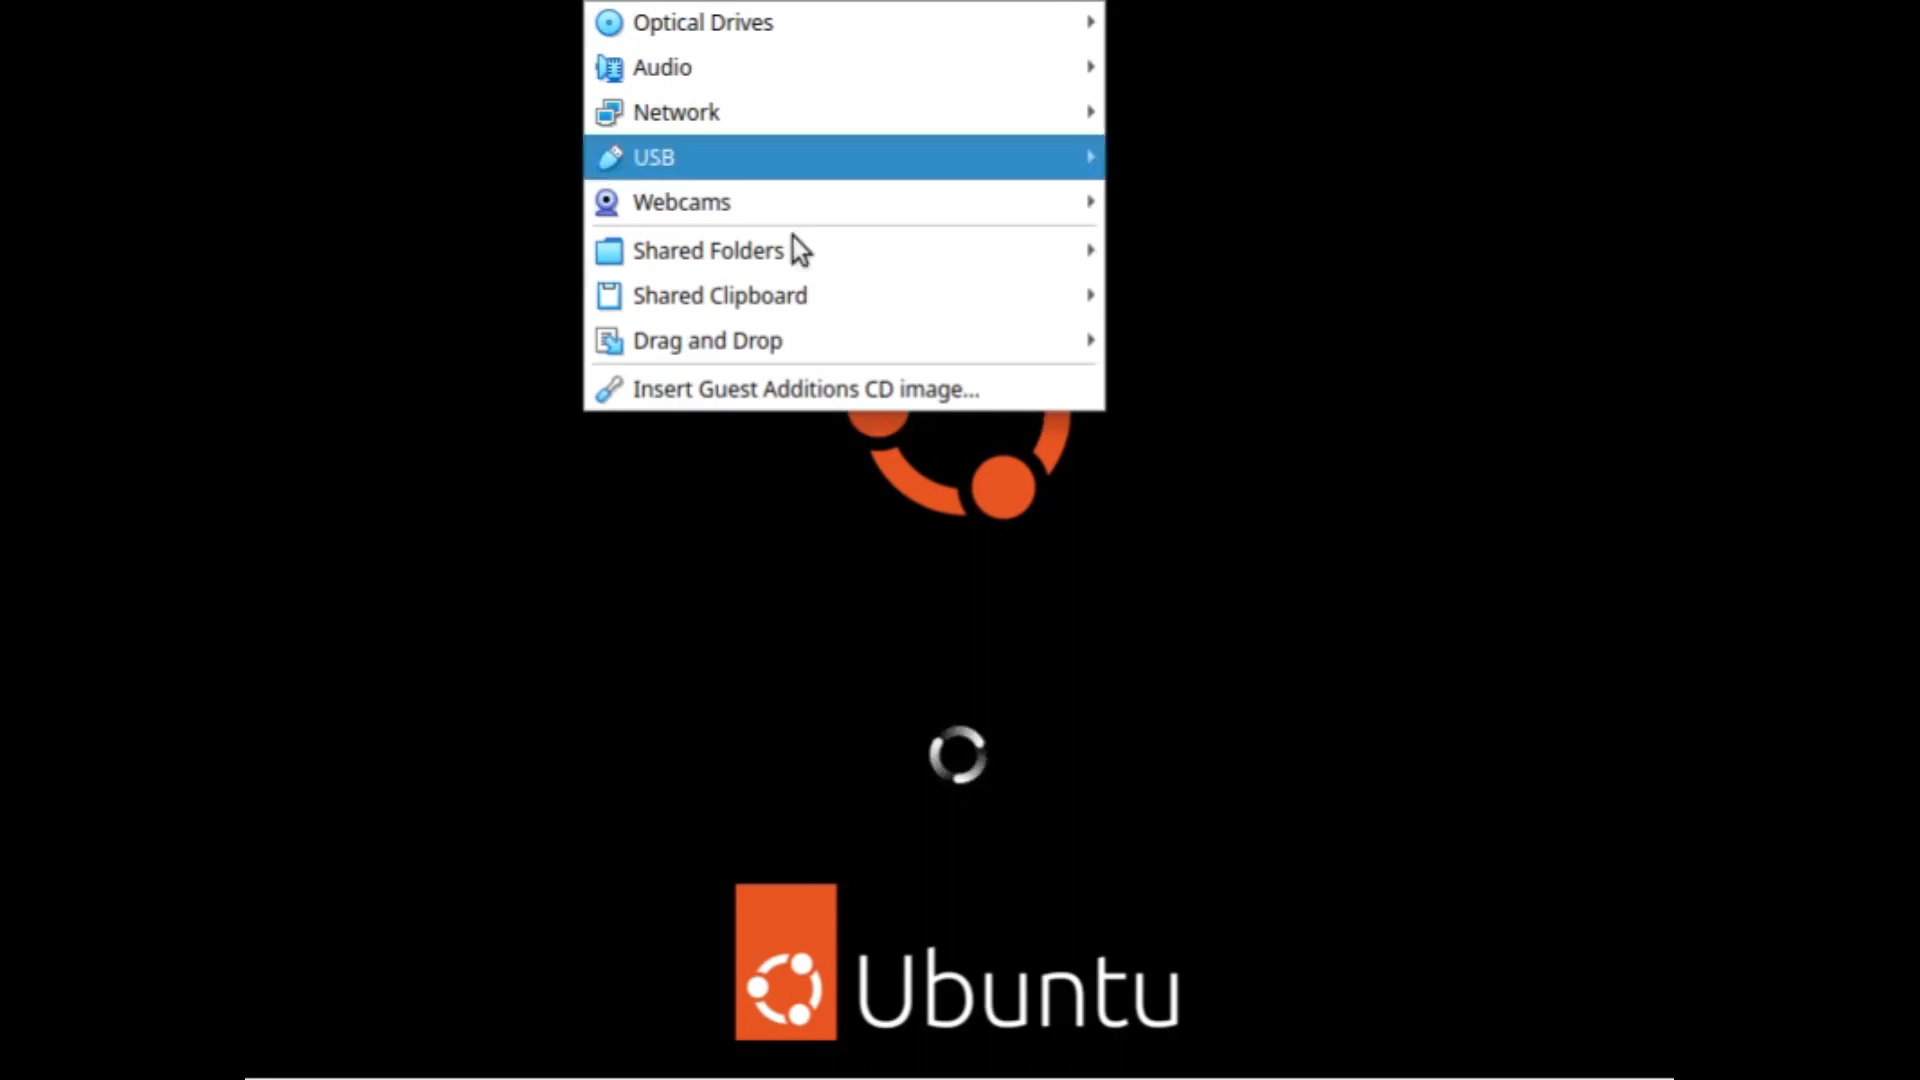 Optical Drives
Audio
Network
USB
Webcams
Shared Folders
Shared Clipboard
Drag and Drop
Insert Guest Additions CD image...
Ubuntu